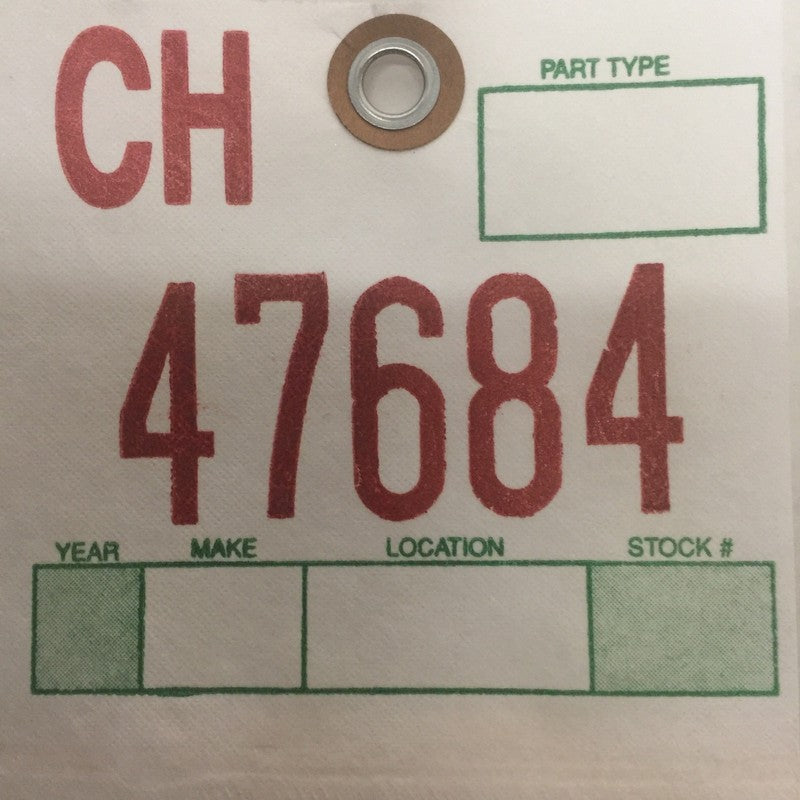 CH
PART TYPE
47684
YEAR MAKE LOCATION STOCK #